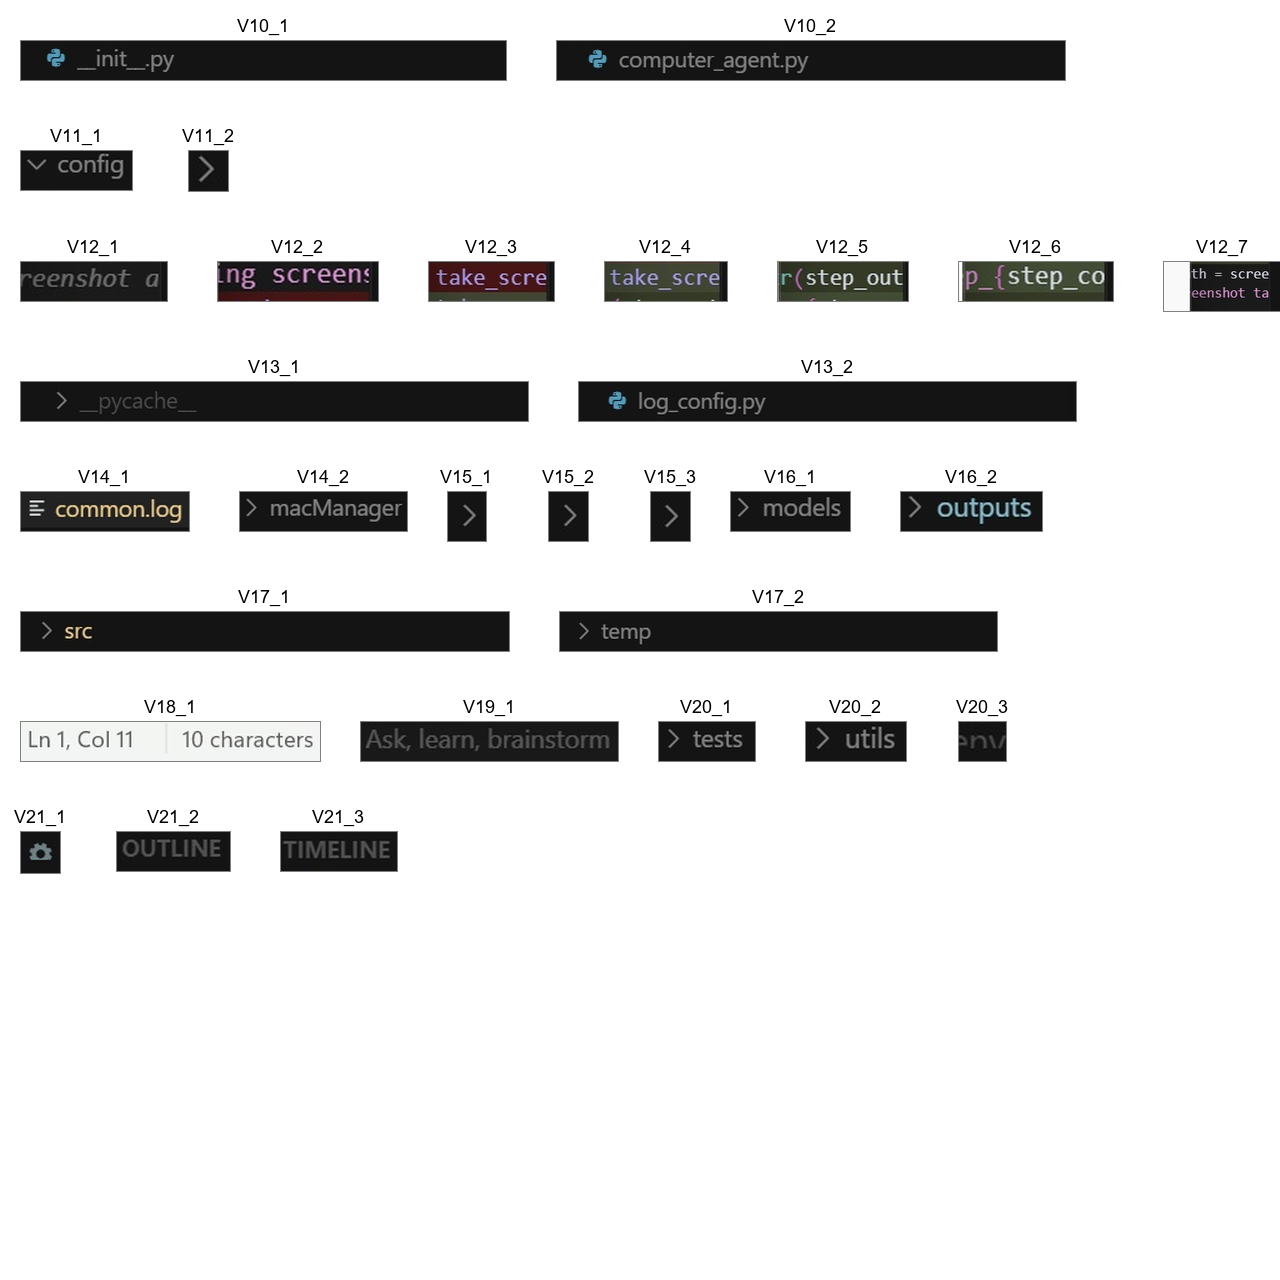 V10_1 V10_2
__init__.py computer_agent.py
V11_1 V11_2
config
V12_1 V12_2 V12_3 V12_4 V12_5 V12_6 V12_7
reenshot a ing screens take_scre take_scre r(step_out p_{step_co th = scree
eenshot ta
V13_1 V13_2
__pycache__ log_config.py
V14_1 V14_2 V15_1 V15_2 V15_3 V16_1 V16_2
common.log macManager models outputs
V17_1 V17_2
src temp
V18_1 V19_1 V20_1 V20_2 V20_3
Ln 1, Col 11 10 characters Ask, learn, brainstorm tests utils env
V21_1 V21_2 V21_3
OUTLINE TIMELINE